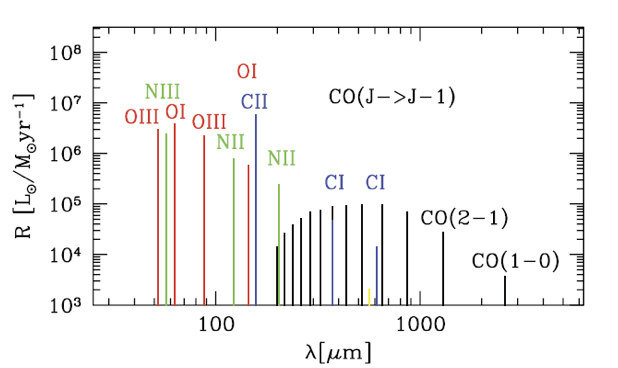 10⁸
OI
NIII
10⁷
CII
CO(J->J-1)
OIII
OI
OIII
NII
10⁶
NII
CI
CI
10⁵
CO(2-1)
10⁴
CO(1-0)
10³
R [L⊙/M⊙yr⁻¹]
100
1000
λ[μm]